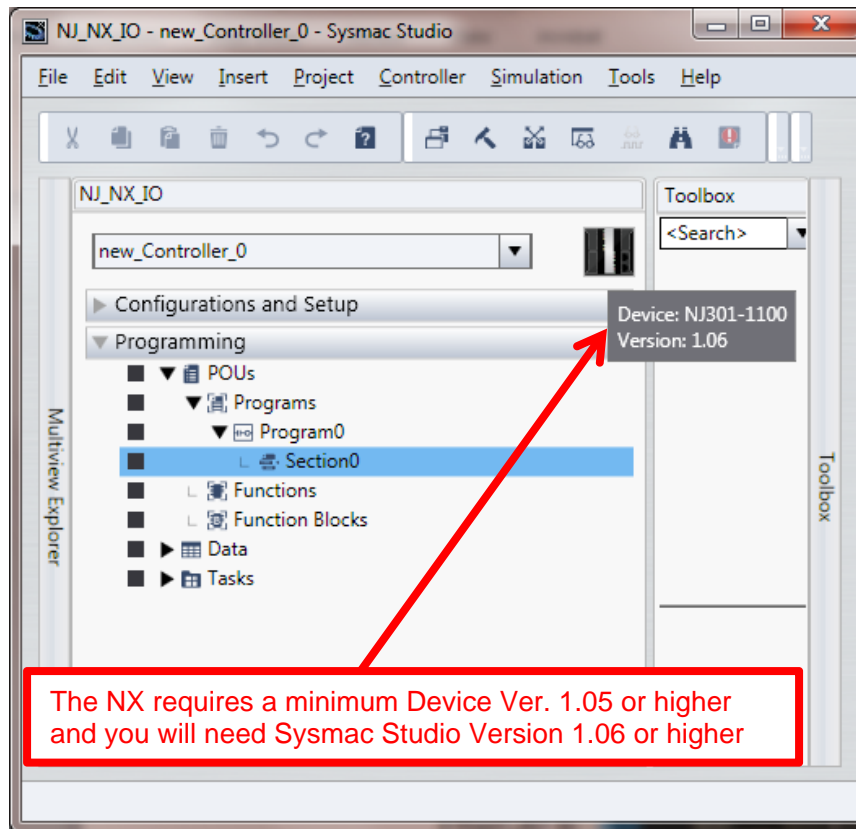 NJ_NX_IO - new_Controller_0 - Sysmac Studio
File Edit View Insert Project Controller Simulation Tools Help
NJ_NX_IO
Toolbox
new_Controller_0
<Search>
Configurations and Setup
Device: NJ301-1100
Version: 1.06
Programming
POUs
Programs
Program0
Section0
Functions
Function Blocks
Data
Tasks
Multiview Explorer
Toolbox
The NX requires a minimum Device Ver. 1.05 or higher
and you will need Sysmac Studio Version 1.06 or higher